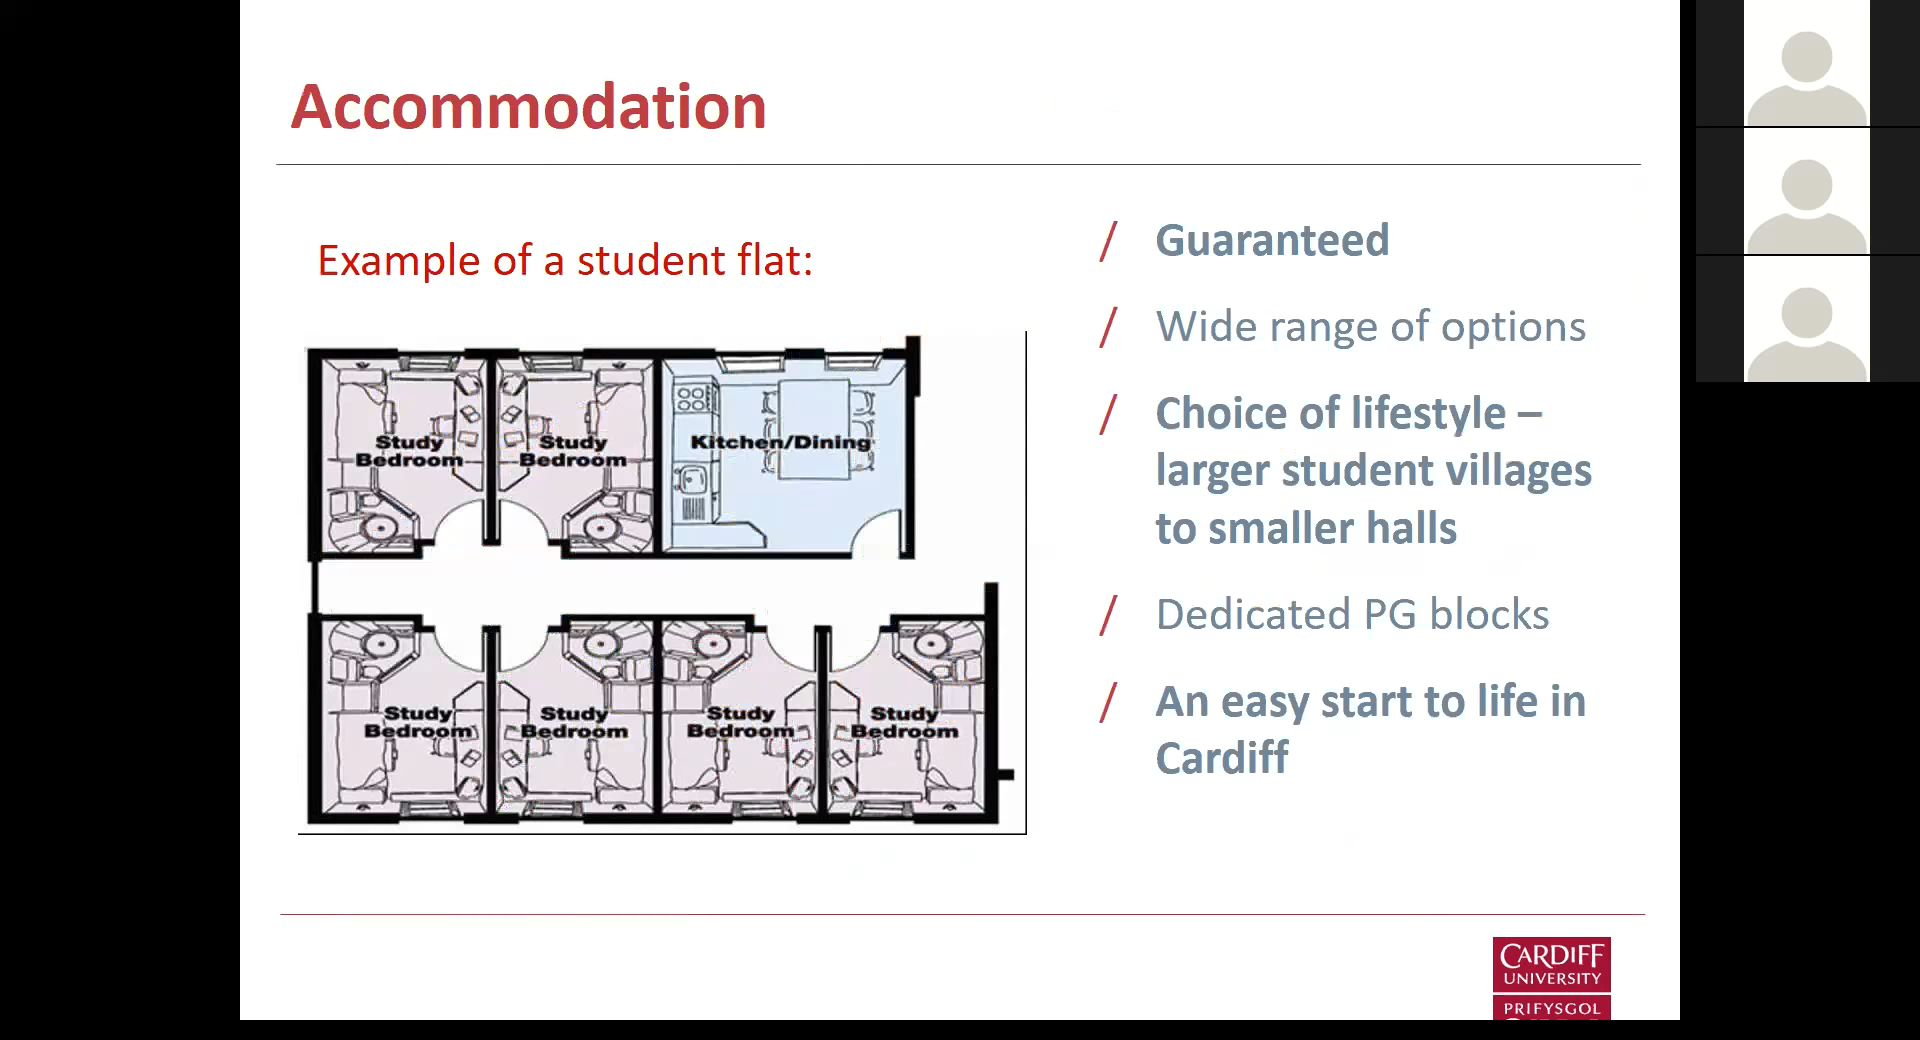 Accommodation
Example of a student flat:
Study
Bedroom
Study
Bedroom
Kitchen/Dining
Study
Bedroom
Study
Bedroom
Study
Bedroom
Study
Bedroom
/ Guaranteed
/ Wide range of options
/ Choice of lifestyle –
larger student villages
to smaller halls
/ Dedicated PG blocks
/ An easy start to life in
Cardiff
CARDIFF
UNIVERSITY
PRIFYSGOL